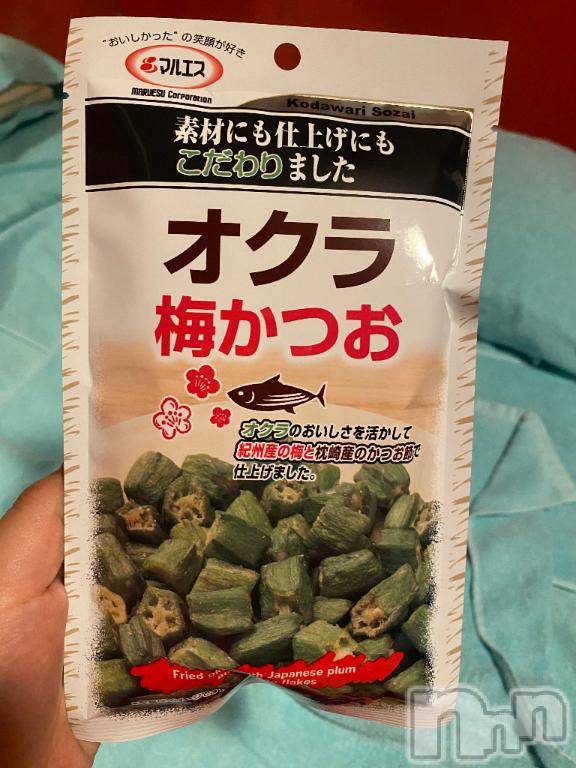 "おいしかった"の笑顔が好き
マルエス
MARUESU Corporation
Kodawari Sozai
素材にも仕上げにも
こだわりました
オクラ
梅かつお
オクラのおいしさを活かして
紀州産の梅と枕崎産のかつお節で
仕上げました。
Fried Japanese plum
flakes